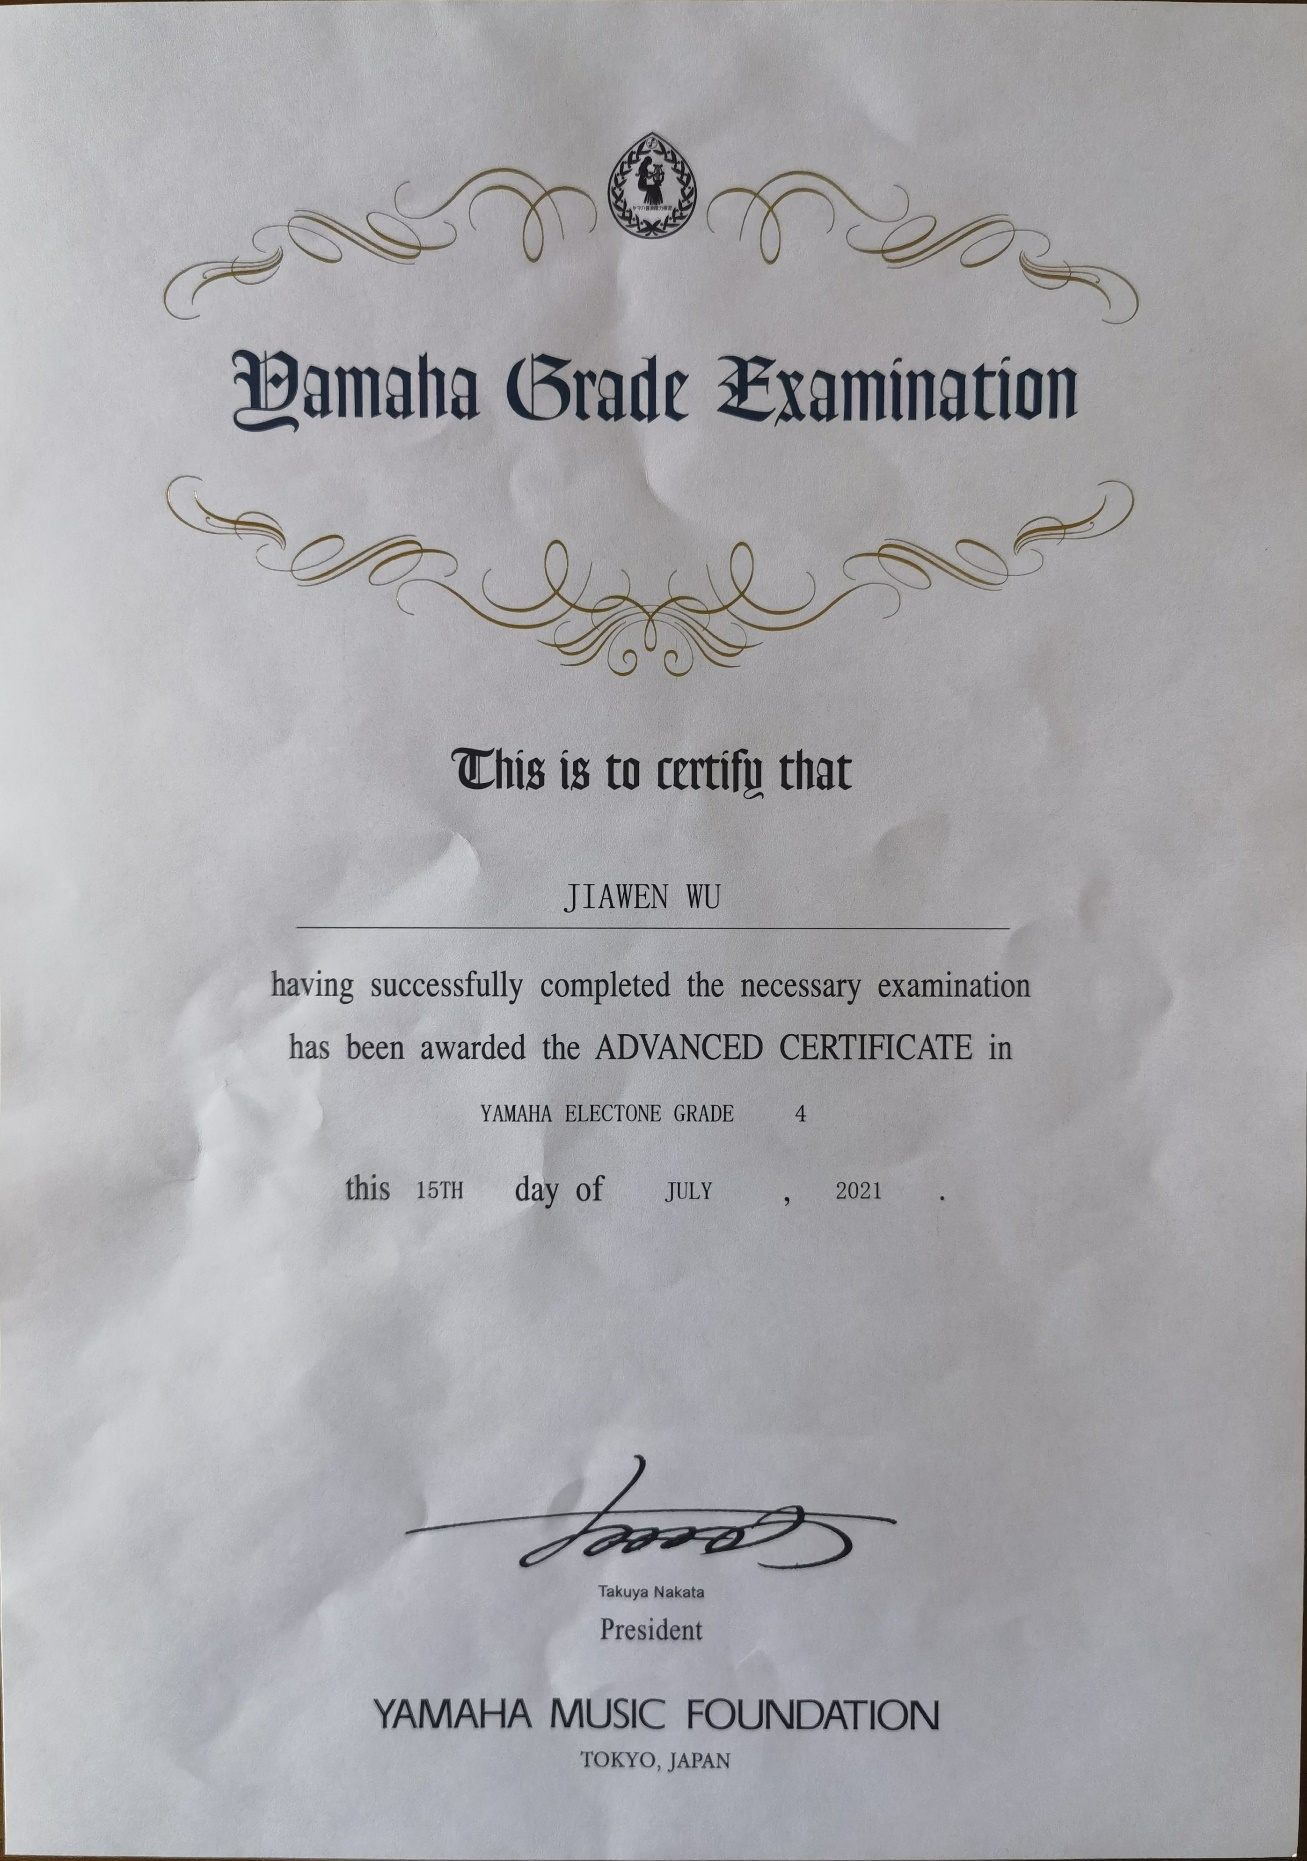 Yamaha Grade Examination
This is to certify that
JIAWEN WU
having successfully completed the necessary examination
has been awarded the ADVANCED CERTIFICATE in
YAMAHA ELECTONE GRADE 4
this 15TH day of JULY , 2021 .
Takuya Nakata
President
YAMAHA MUSIC FOUNDATION
TOKYO, JAPAN